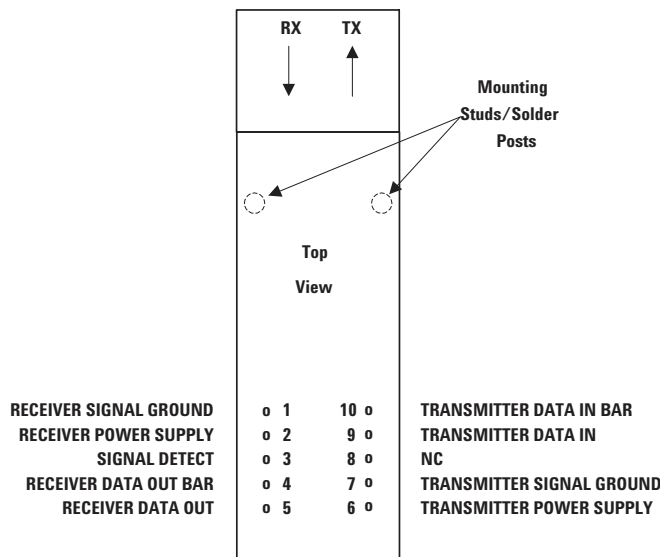 RX TX
Mounting
Studs/Solder
Posts
Top
View
RECEIVER SIGNAL GROUND o 1 10 o TRANSMITTER DATA IN BAR
RECEIVER POWER SUPPLY o 2 9 o TRANSMITTER DATA IN
SIGNAL DETECT o 3 8 o NC
RECEIVER DATA OUT BAR o 4 7 o TRANSMITTER SIGNAL GROUND
RECEIVER DATA OUT o 5 6 o TRANSMITTER POWER SUPPLY